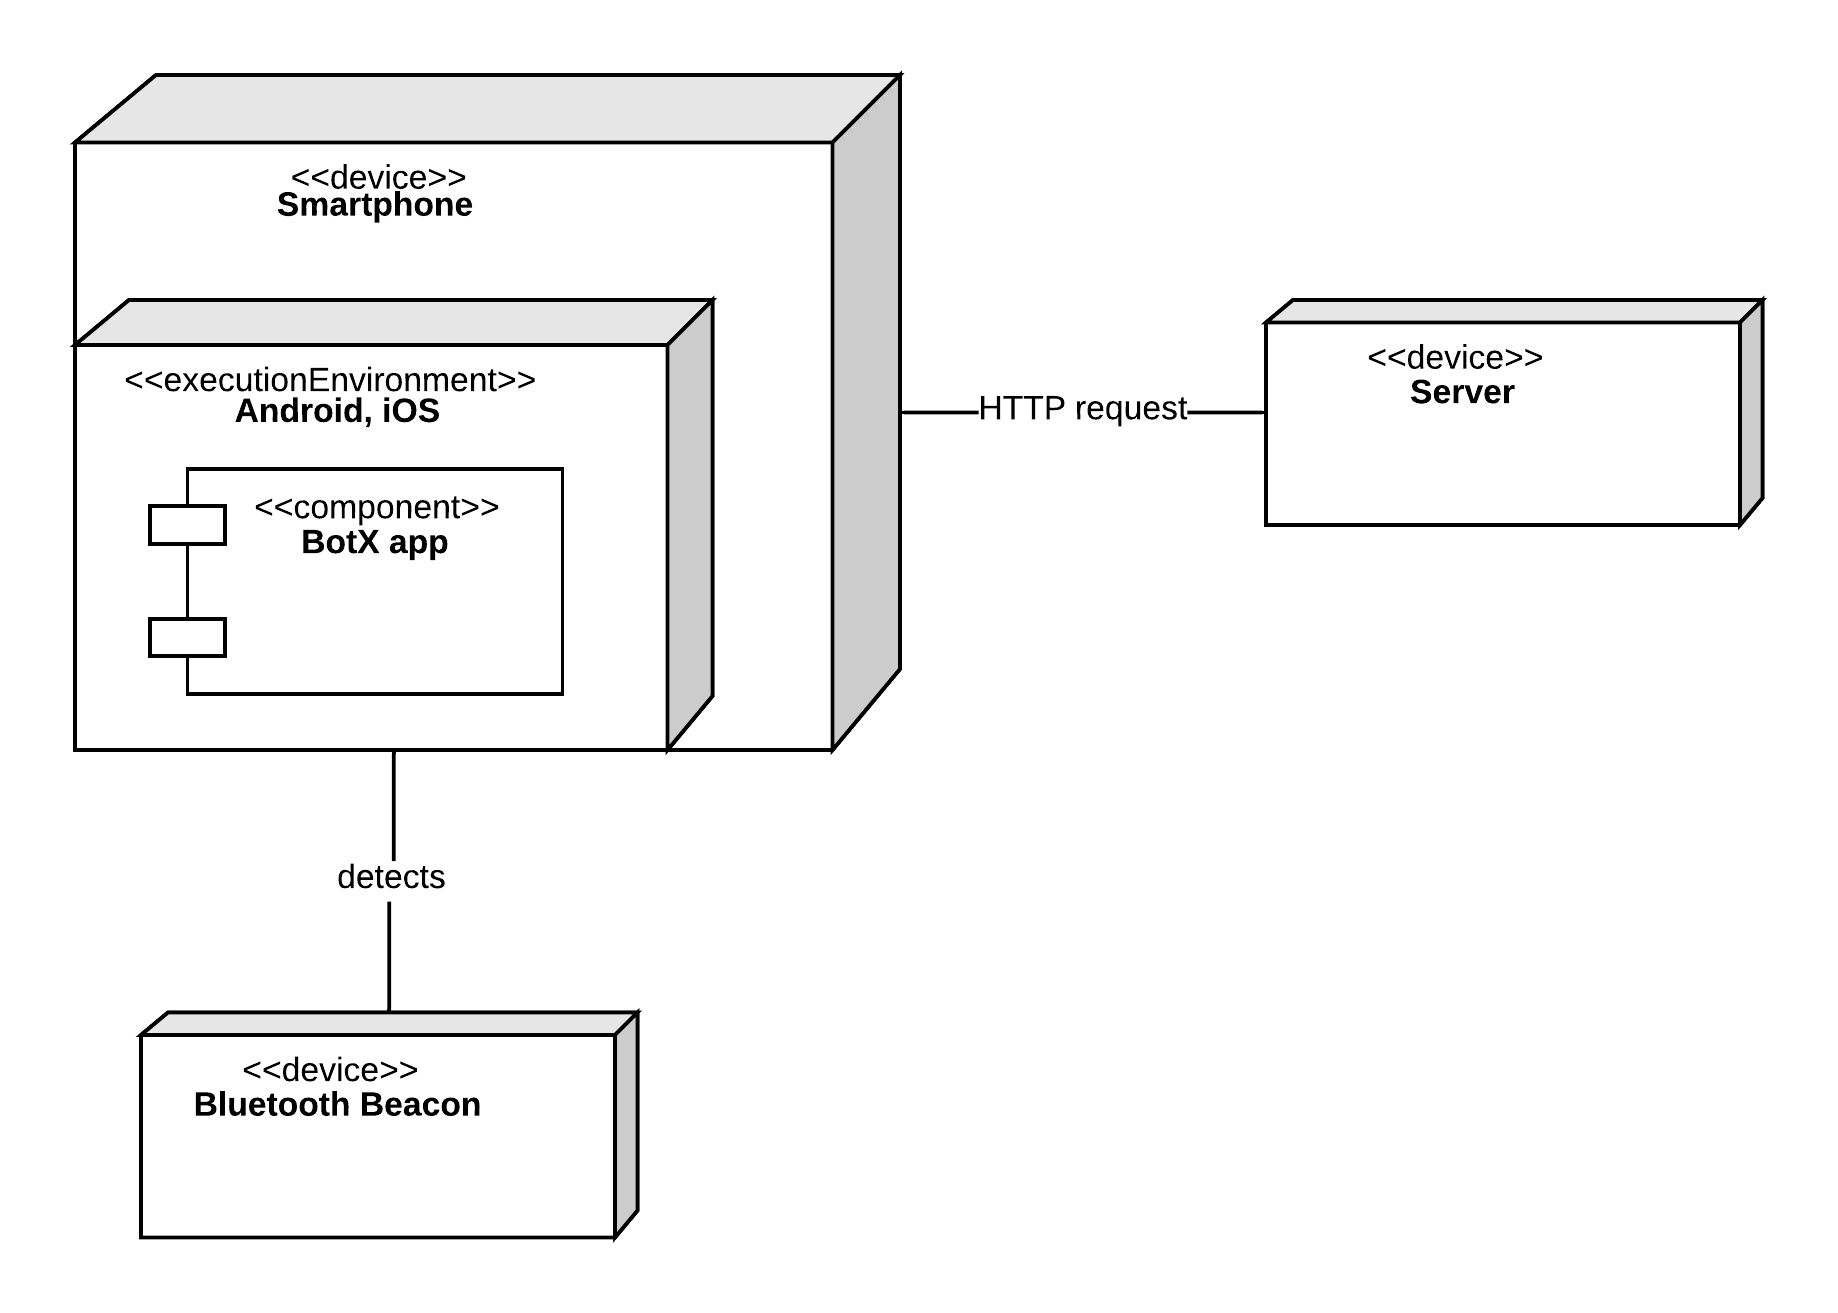 <<device>>
Smartphone
<<executionEnvironment>>
Android, iOS
<<component>>
BotX app
HTTP request
<<device>>
Server
detects
<<device>>
Bluetooth Beacon